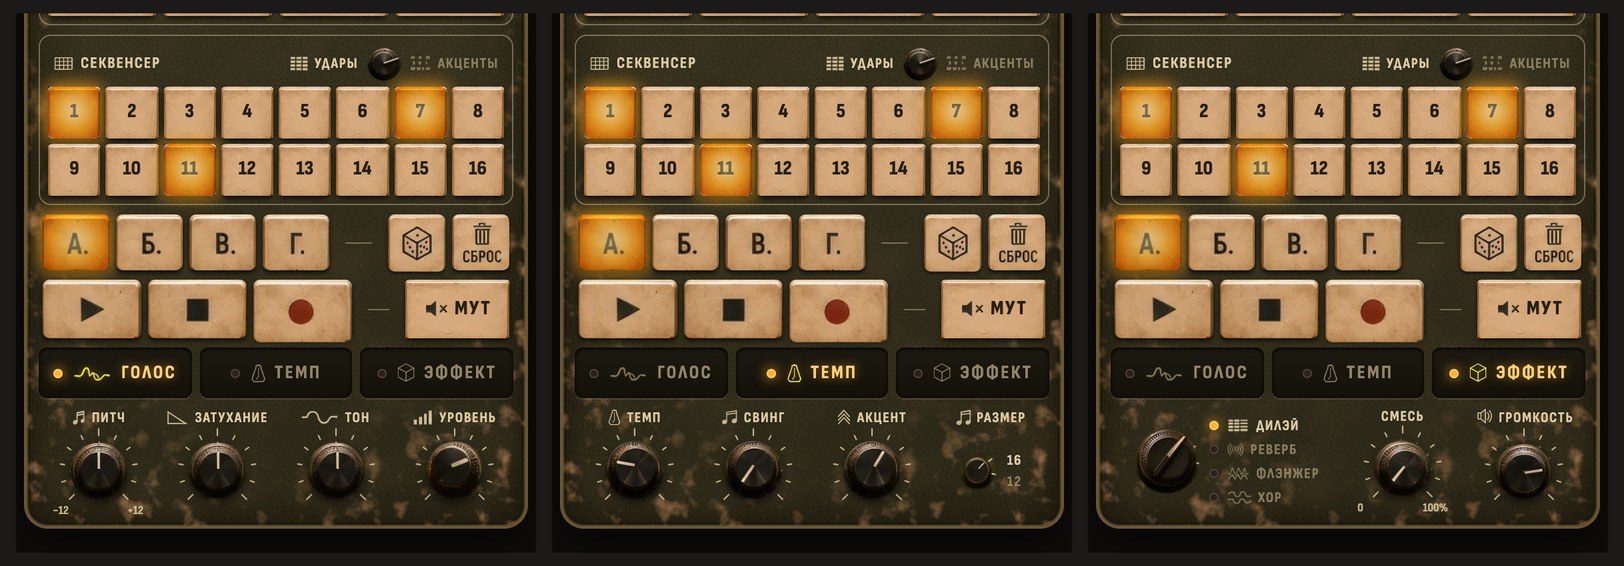 СЕКВЕНСЕР УДАРЫ АКЦЕНТЫ
1 2 3 4 5 6 7 8
9 10 11 12 13 14 15 16
А. Б. В. Г. СБРОС
МУТ
ГОЛОС ТЕМП ЭФФЕКТ
ПИТЧ ЗАТУХАНИЕ ТОН УРОВЕНЬ
-12 +12
СЕКВЕНСЕР УДАРЫ АКЦЕНТЫ
1 2 3 4 5 6 7 8
9 10 11 12 13 14 15 16
А. Б. В. Г. СБРОС
МУТ
ГОЛОС ТЕМП ЭФФЕКТ
ТЕМП СВИНГ АКЦЕНТ РАЗМЕР
16
12
СЕКВЕНСЕР УДАРЫ АКЦЕНТЫ
1 2 3 4 5 6 7 8
9 10 11 12 13 14 15 16
А. Б. В. Г. СБРОС
МУТ
ГОЛОС ТЕМП ЭФФЕКТ
ДИЛЭЙ СМЕСЬ ГРОМКОСТЬ
РЕВЕРБ
ФЛЭНЖЕР
ХОР
0 100%